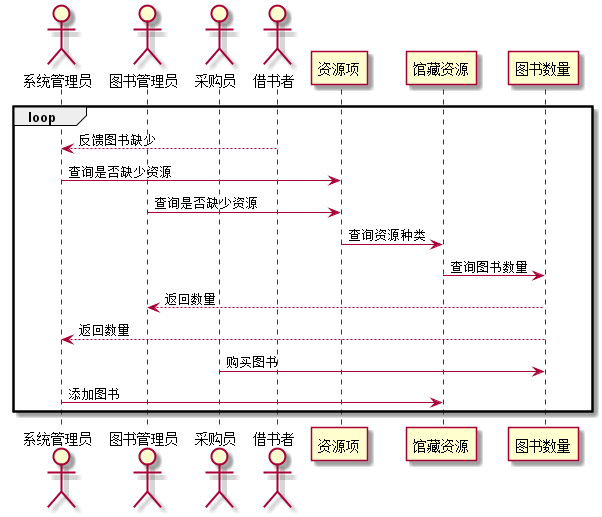 系统管理员 图书管理员 采购员 借书者 资源项 馆藏资源 图书数量
loop
反馈图书缺少
查询是否缺少资源
查询是否缺少资源
查询资源种类
查询图书数量
返回数量
返回数量
购买图书
添加图书
系统管理员 图书管理员 采购员 借书者 资源项 馆藏资源 图书数量